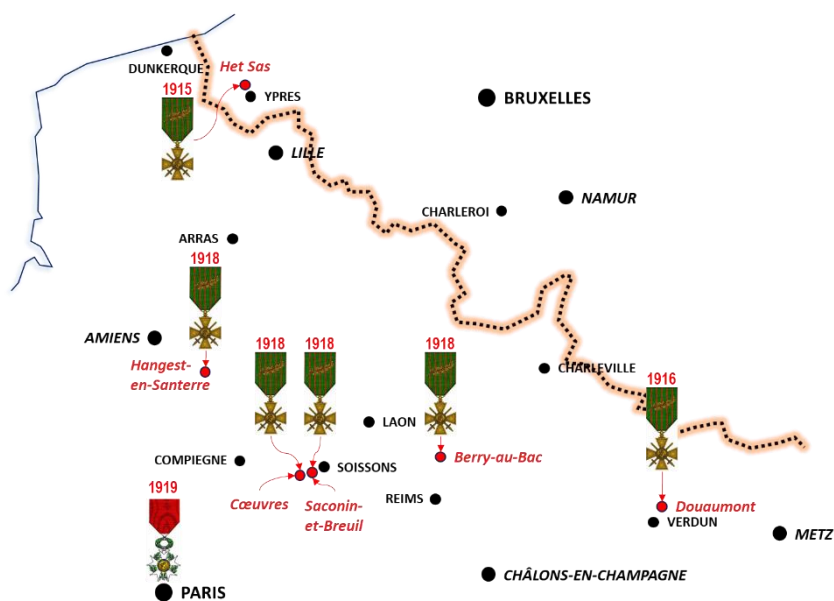 DUNKERQUE
Het Sas
1915
YPRES
BRUXELLES
LILLE
CHARLEROI
NAMUR
ARRAS
1918
AMIENS
Hangest-
en-Santerre
1918
1918
1918
CHARLEVILLE
1916
LAON
COMPIEGNE
SOISSONS
Berry-au-Bac
1919
Cœuvres
Saconin-
et-Breuil
REIMS
Douaumont
VERDUN
METZ
CHÂLONS-EN-CHAMPAGNE
PARIS